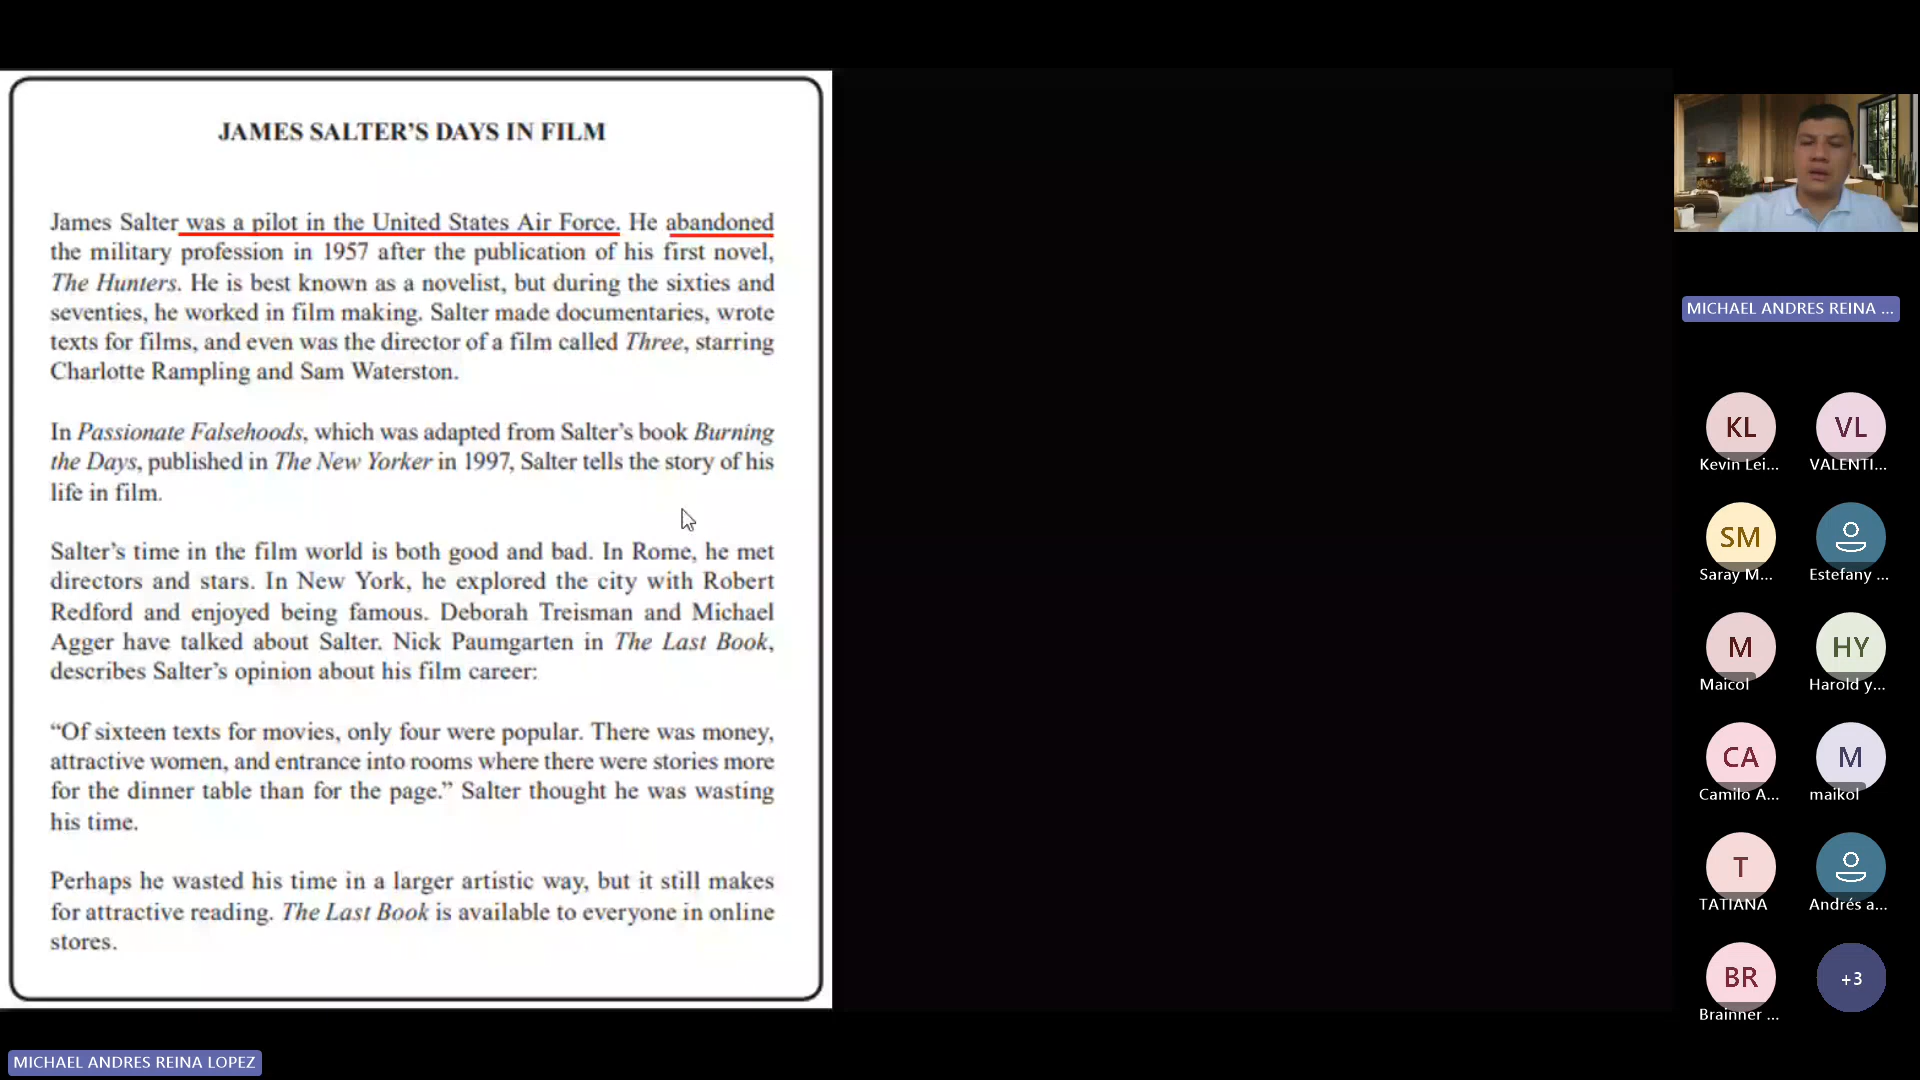 JAMES SALTER'S DAYS IN FILM
James Salter was a pilot in the United States Air Force. He abandoned
the military profession in 1957 after the publication of his first novel,
The Hunters. He is best known as a novelist, but during the sixties and
seventies, he worked in film making. Salter made documentaries, wrote
texts for films, and even was the director of a film called Three, starring
Charlotte Rampling and Sam Waterston.
In Passionate Falsehoods, which was adapted from Salter's book Burning
the Days, published in The New Yorker in 1997, Salter tells the story of his
life in film.
Salter's time in the film world is both good and bad. In Rome, he met
directors and stars. In New York, he explored the city with Robert
Redford and enjoyed being famous. Deborah Treisman and Michael
Agger have talked about Salter. Nick Paumgarten in The Last Book,
describes Salter's opinion about his film career:
“Of sixteen texts for movies, only four were popular. There was money,
attractive women, and entrance into rooms where there were stories more
for the dinner table than for the page.” Salter thought he was wasting
his time.
Perhaps he wasted his time in a larger artistic way, but it still makes
for attractive reading. The Last Book is available to everyone in online
stores.
MICHAEL ANDRES REINA LOPEZ
MICHAEL ANDRES REINA ...
KL
Kevin Lei...
VL
VALENTI...
SM
Saray M...
Estefany ...
M
Maicol
HY
Harold y...
CA
Camilo A...
M
maikol
T
TATIANA
Andrés a...
BR
Brainner ...
+3